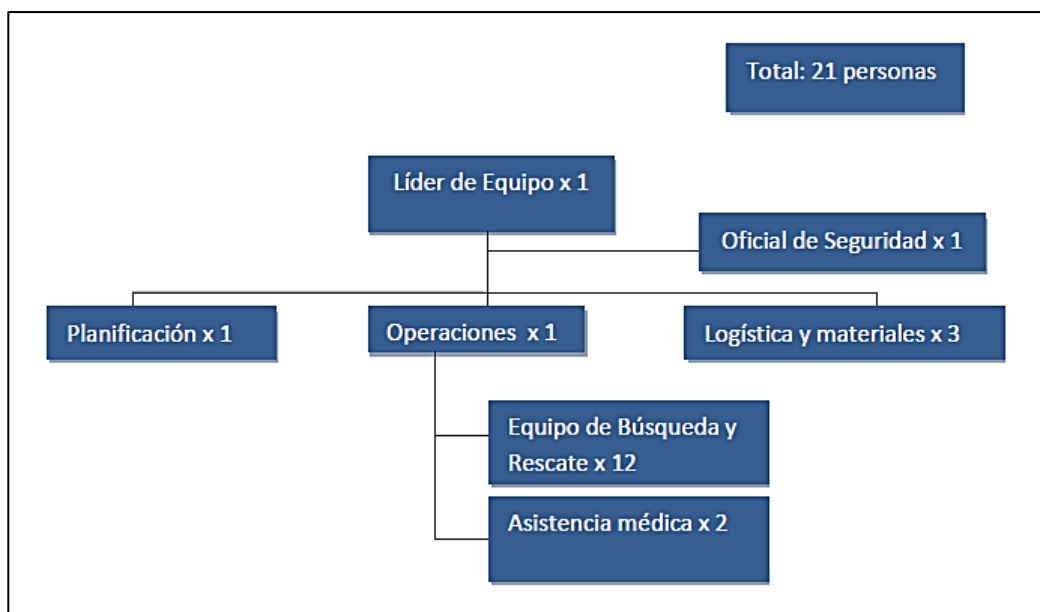 Total: 21 personas
Líder de Equipo x 1
Oficial de Seguridad x 1
Planificación x 1
Operaciones x 1
Logística y materiales x 3
Equipo de Búsqueda y
Rescate x 12
Asistencia médica x 2